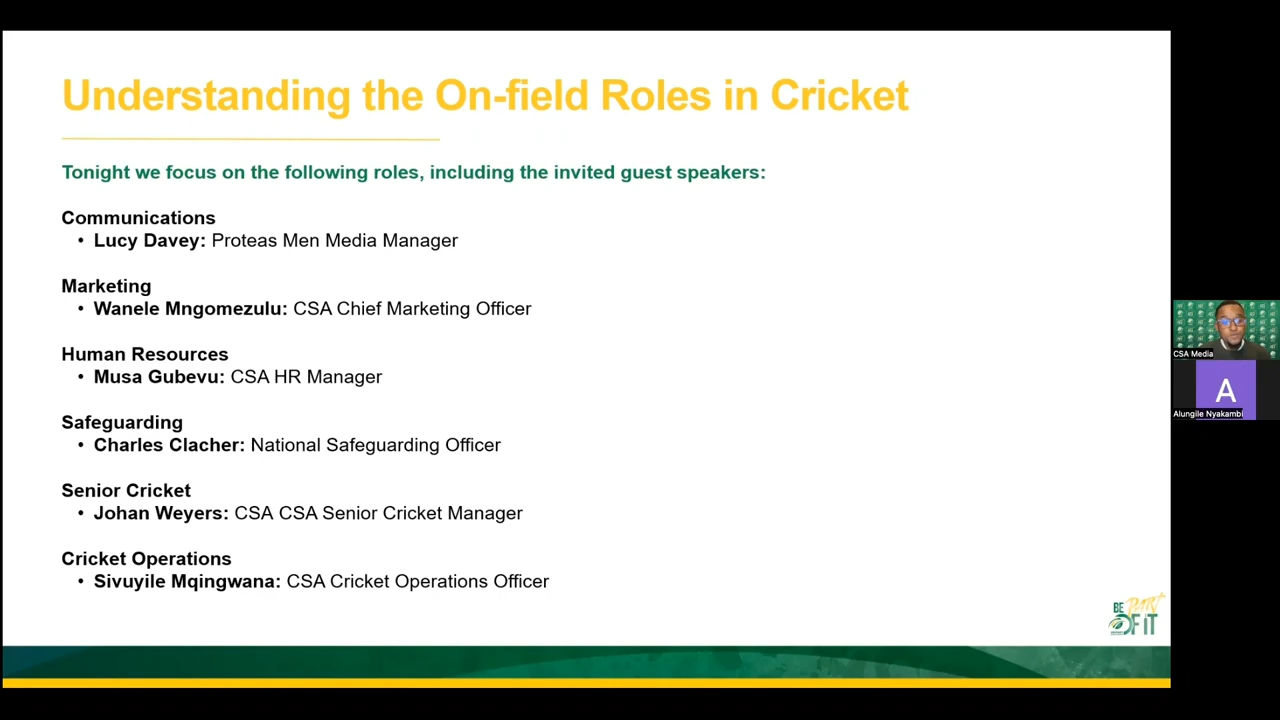 Understanding the On-field Roles in Cricket
Tonight we focus on the following roles, including the invited guest speakers:
Communications
• Lucy Davey: Proteas Men Media Manager
Marketing
• Wanele Mngomezulu: CSA Chief Marketing Officer
Human Resources
• Musa Gubevu: CSA HR Manager
Safeguarding
• Charles Clacher: National Safeguarding Officer
Senior Cricket
• Johan Weyers: CSA CSA Senior Cricket Manager
Cricket Operations
• Sivuyile Mqingwana: CSA Cricket Operations Officer
BE PART
OF IT
CSA Media
A
Alungile Nyakambi